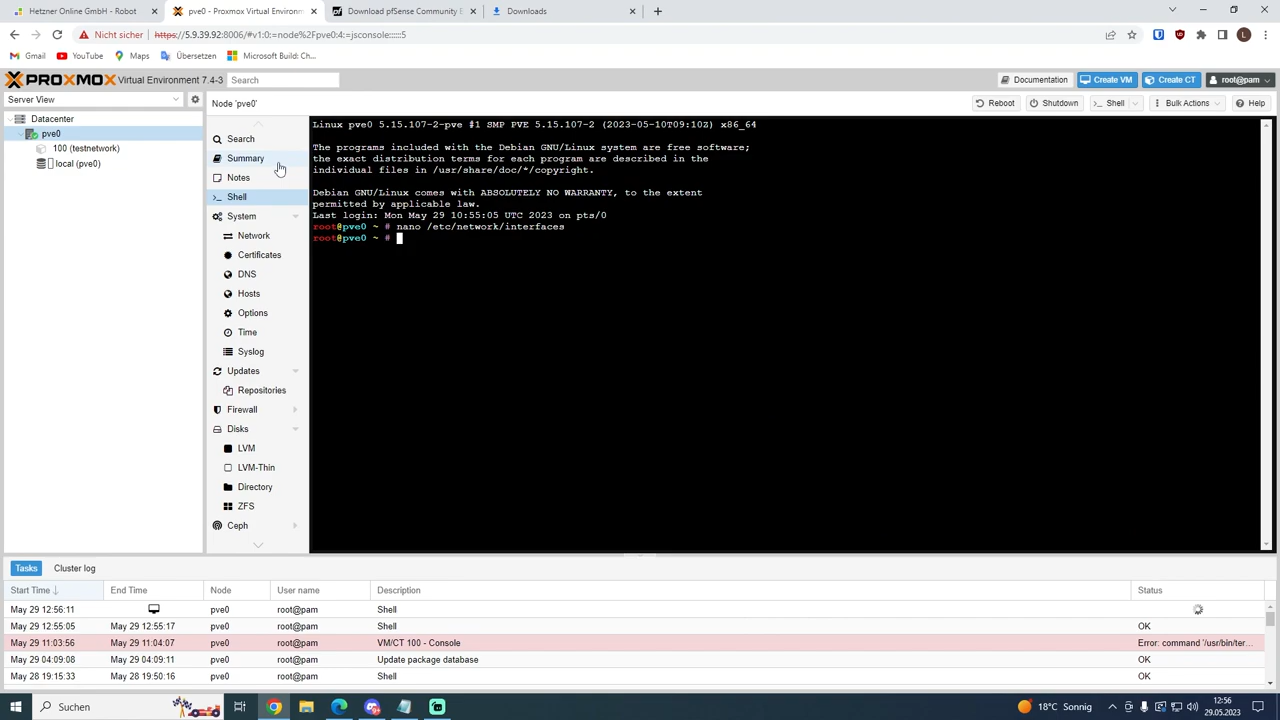 Hetzner Online GmbH - Robot
pve0 - Proxmox Virtual Environm
Download pfSense Community E
Downloads
Nicht sicher
https://5.9.39.92:8006/#v1:0:=node%2Fpve0:4:=jsconsole:::::5
L
Gmail
YouTube
Maps
Übersetzen
Microsoft Build: Ch...
PROXMOX Virtual Environment 7.4-3
Search
Documentation
Create VM
Create CT
root@pam
Server View
Node 'pve0'
Reboot
Shutdown
Shell
Bulk Actions
Help
Datacenter
pve0
100 (testnetwork)
local (pve0)
Search
Summary
Notes
Shell
System
Network
Certificates
DNS
Hosts
Options
Time
Syslog
Updates
Repositories
Firewall
Disks
LVM
LVM-Thin
Directory
ZFS
Ceph
Linux pve0 5.15.107-2-pve #1 SMP PVE 5.15.107-2 (2023-05-10T09:10Z) x86_64
The programs included with the Debian GNU/Linux system are free software;
the exact distribution terms for each program are described in the
individual files in /usr/share/doc/*/copyright.
Debian GNU/Linux comes with ABSOLUTELY NO WARRANTY, to the extent
permitted by applicable law.
Last login: Mon May 29 10:55:05 UTC 2023 on pts/0
root@pve0 ~ # nano /etc/network/interfaces
root@pve0 ~ #
Tasks
Cluster log
Start Time
End Time
Node
User name
Description
Status
May 29 12:56:11 pve0 root@pam Shell
May 29 12:55:05 May 29 12:55:17 pve0 root@pam Shell OK
May 29 11:03:56 May 29 11:04:07 pve0 root@pam VM/CT 100 - Console Error: command '/usr/bin/ter...
May 29 04:09:08 May 29 04:09:11 pve0 root@pam Update package database OK
May 28 19:15:33 May 28 19:50:16 pve0 root@pam Shell OK
Suchen
18°C Sonnig
12:56
29.05.2023